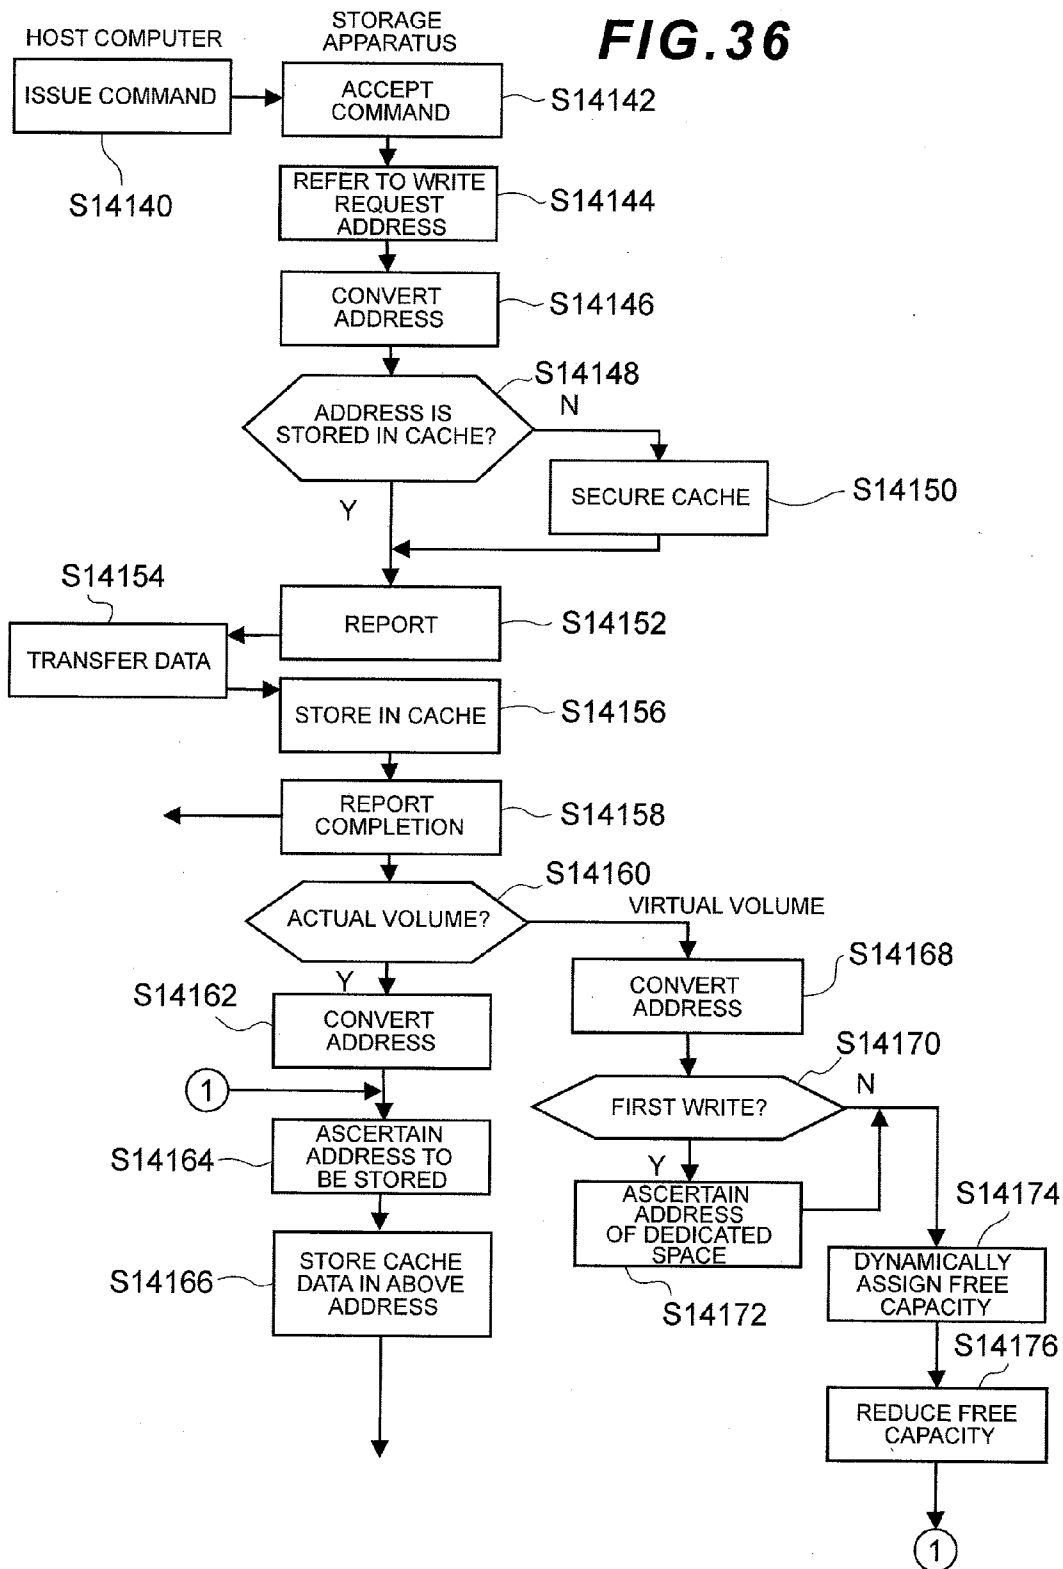 FIG.36
HOST COMPUTER
STORAGE
APPARATUS
ISSUE COMMAND
S14140
ACCEPT
COMMAND
S14142
REFER TO WRITE
REQUEST
ADDRESS
S14144
CONVERT
ADDRESS
S14146
S14148
ADDRESS IS
STORED IN CACHE?
N
SECURE CACHE
S14150
Y
S14154
REPORT
S14152
TRANSFER DATA
STORE IN CACHE
S14156
REPORT
COMPLETION
S14158
S14160
ACTUAL VOLUME?
VIRTUAL VOLUME
Y
S14162
CONVERT
ADDRESS
S14168
CONVERT
ADDRESS
1
S14170
FIRST WRITE?
N
ASCERTAIN
ADDRESS TO
BE STORED
S14164
Y
ASCERTAIN
ADDRESS
OF DEDICATED
SPACE
S14172
S14174
DYNAMICALLY
ASSIGN FREE
CAPACITY
STORE CACHE
DATA IN ABOVE
ADDRESS
S14166
S14176
REDUCE FREE
CAPACITY
1